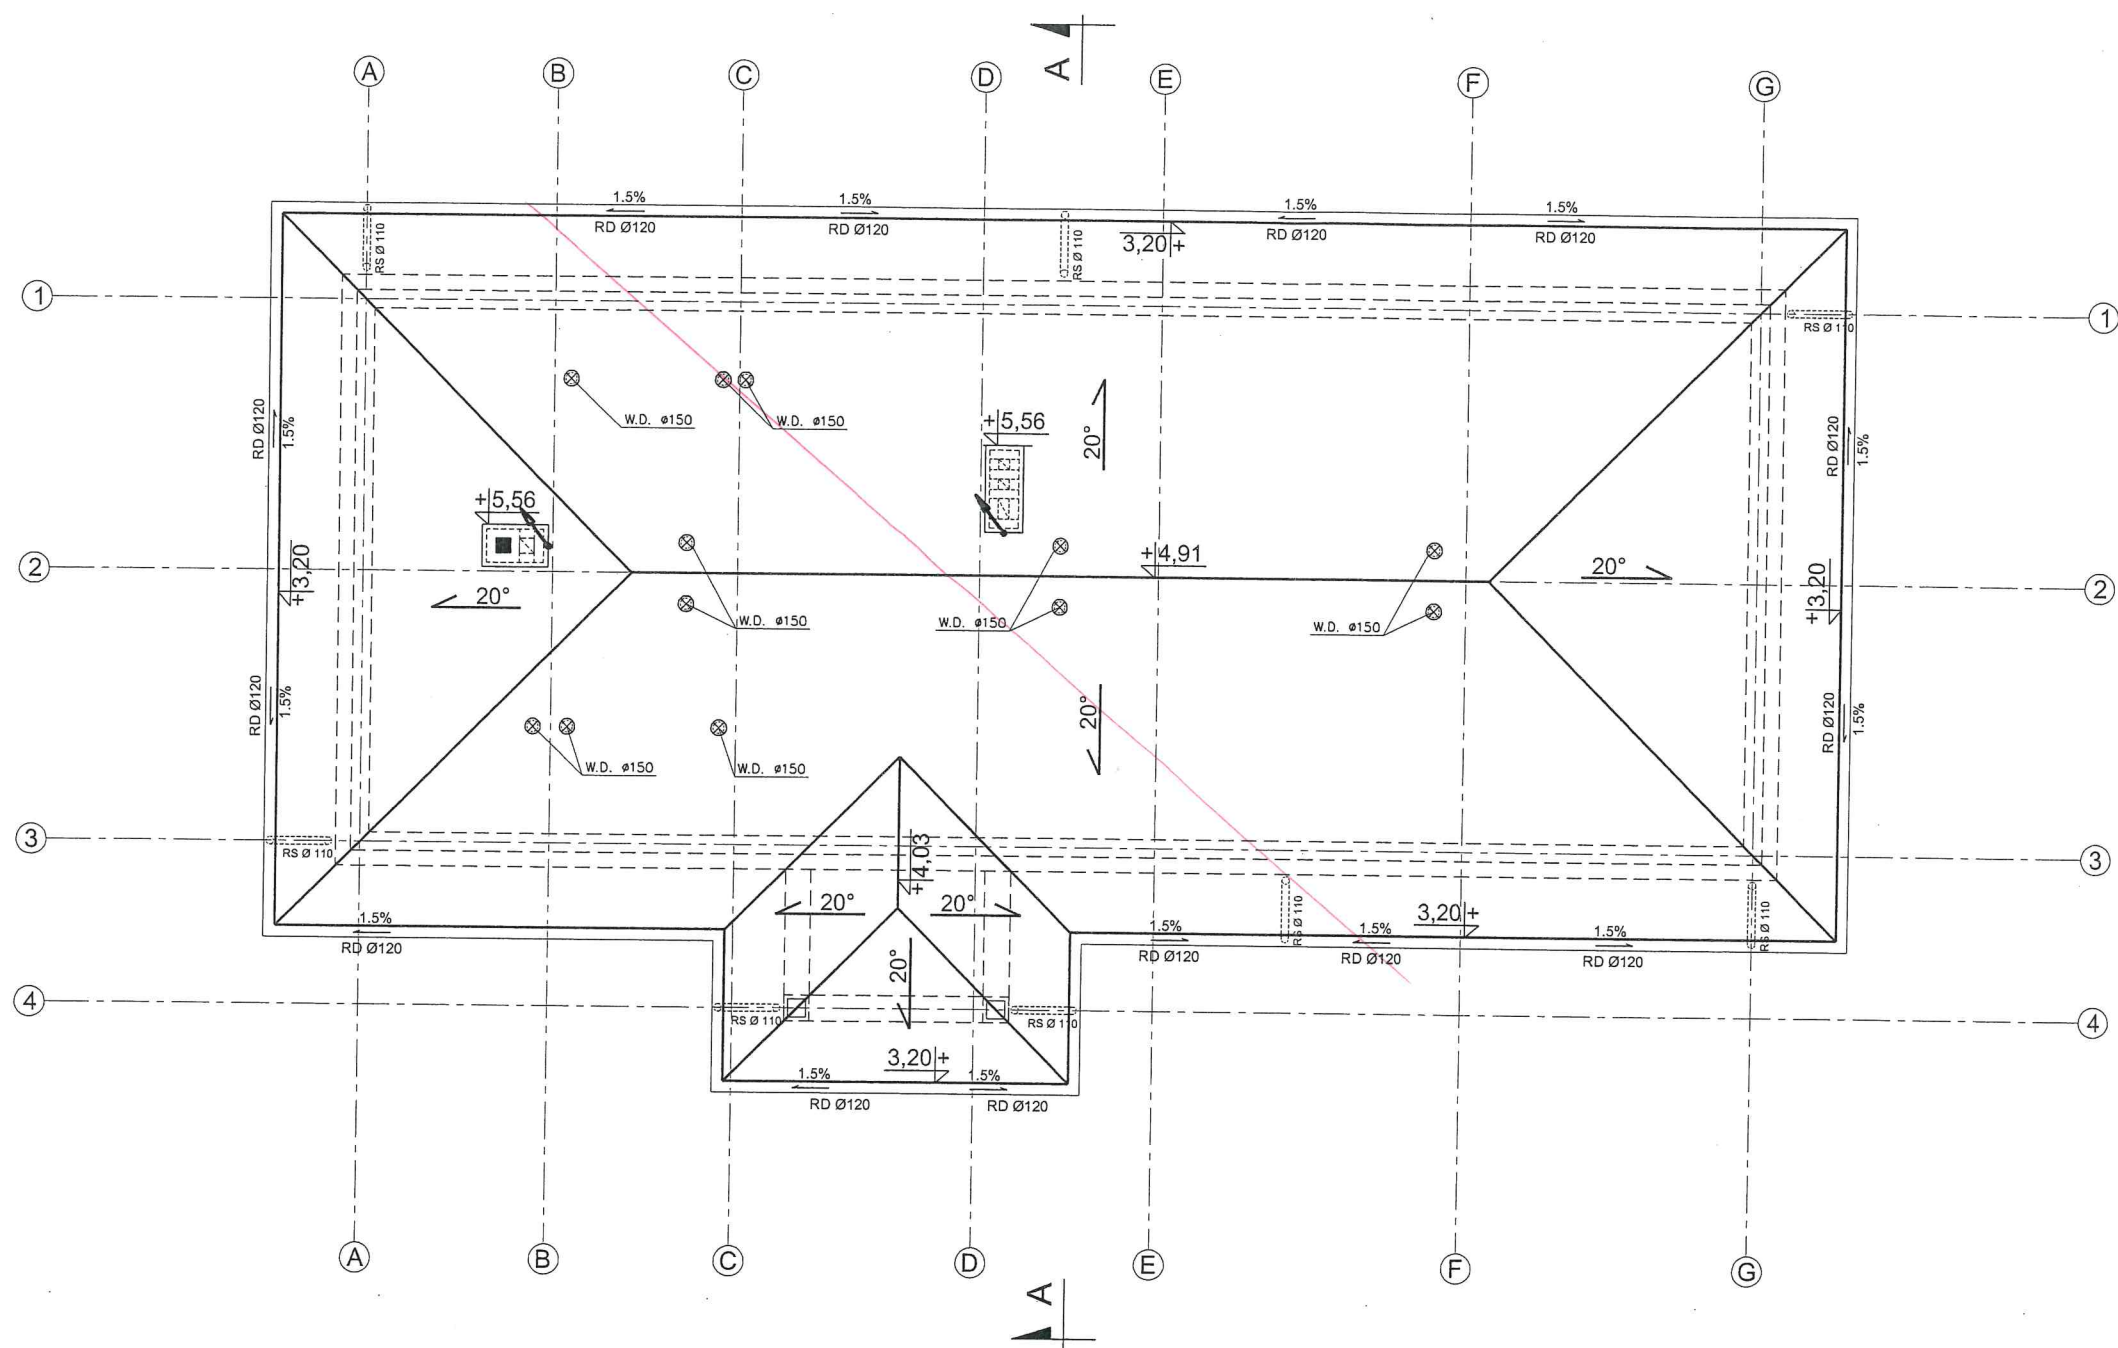 A
A B C D E F G
1.5% 1.5% 1.5% 1.5%
RD Ø120 RD Ø120 RD Ø120 RD Ø120
RS Ø 110 RS Ø 110
3,20+
1 1
RS Ø 110
W.D. ø150 W.D. ø150
+5,56
20°
RD Ø120
1.5%
RD Ø120
1.5%
+5,56
+4,91
2 2
+3,20
20°
20°
+3,20
W.D. ø150 W.D. ø150 W.D. ø150
RD Ø120
1.5%
20°
RD Ø120
1.5%
W.D. ø150 W.D. ø150
3 3
RS Ø 110
+4,03
20° 20°
1.5% 1.5% 1.5% 1.5%
3,20+
RS Ø 110 RS Ø 110
RD Ø120 RD Ø120 RD Ø120 RD Ø120
20°
4 4
RS Ø 110 RS Ø 110
3,20+
1.5% 1.5%
RD Ø120 RD Ø120
A B C D E F G
A